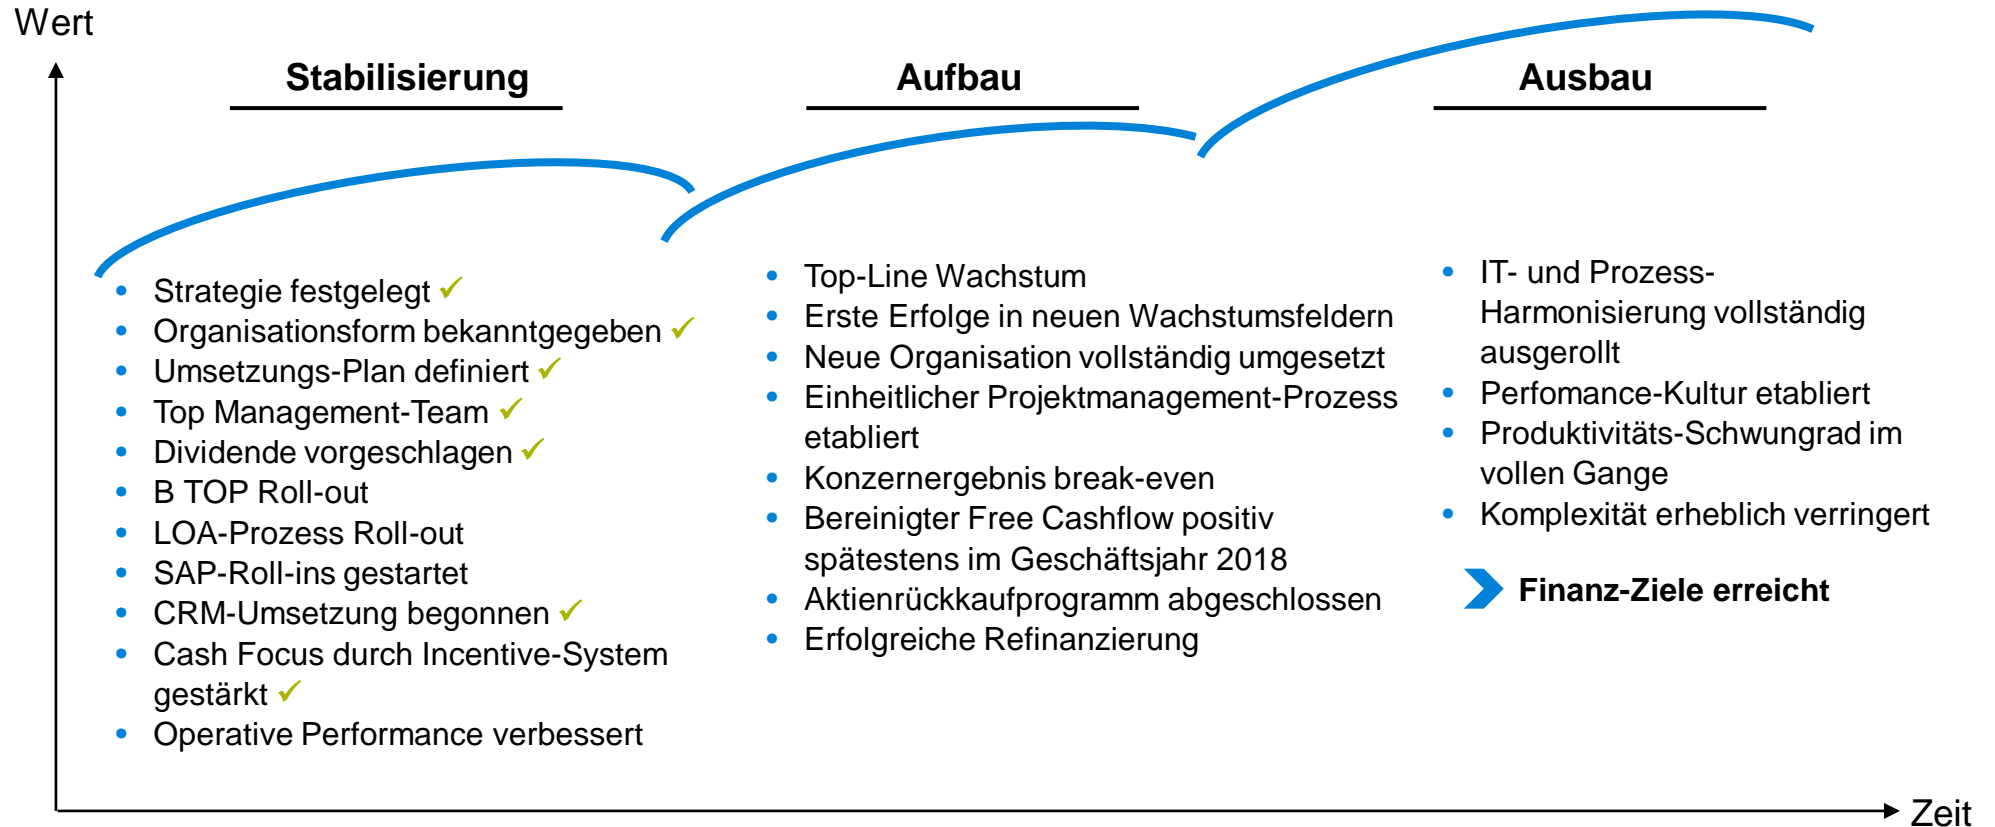 Wert
Stabilisierung
Strategie festgelegt ✓
Organisationsform bekanntgegeben ✓
Umsetzungs-Plan definiert ✓
Top Management-Team ✓
Dividende vorgeschlagen ✓
B TOP Roll-out
LOA-Prozess Roll-out
SAP-Roll-ins gestartet
CRM-Umsetzung begonnen ✓
Cash Focus durch Incentive-System
gestärkt ✓
Operative Performance verbessert
Aufbau
Top-Line Wachstum
Erste Erfolge in neuen Wachstumsfeldern
Neue Organisation vollständig umgesetzt
Einheitlicher Projektmanagement-Prozess
etabliert
Konzernergebnis break-even
Bereinigter Free Cashflow positiv
spätestens im Geschäftsjahr 2018
Aktienrückkaufprogramm abgeschlossen
Erfolgreiche Refinanzierung
Ausbau
IT- und Prozess-
Harmonisierung vollständig
ausgerollt
Perfomance-Kultur etabliert
Produktivitäts-Schwungrad im
vollen Gange
Komplexität erheblich verringert
Finanz-Ziele erreicht
Zeit